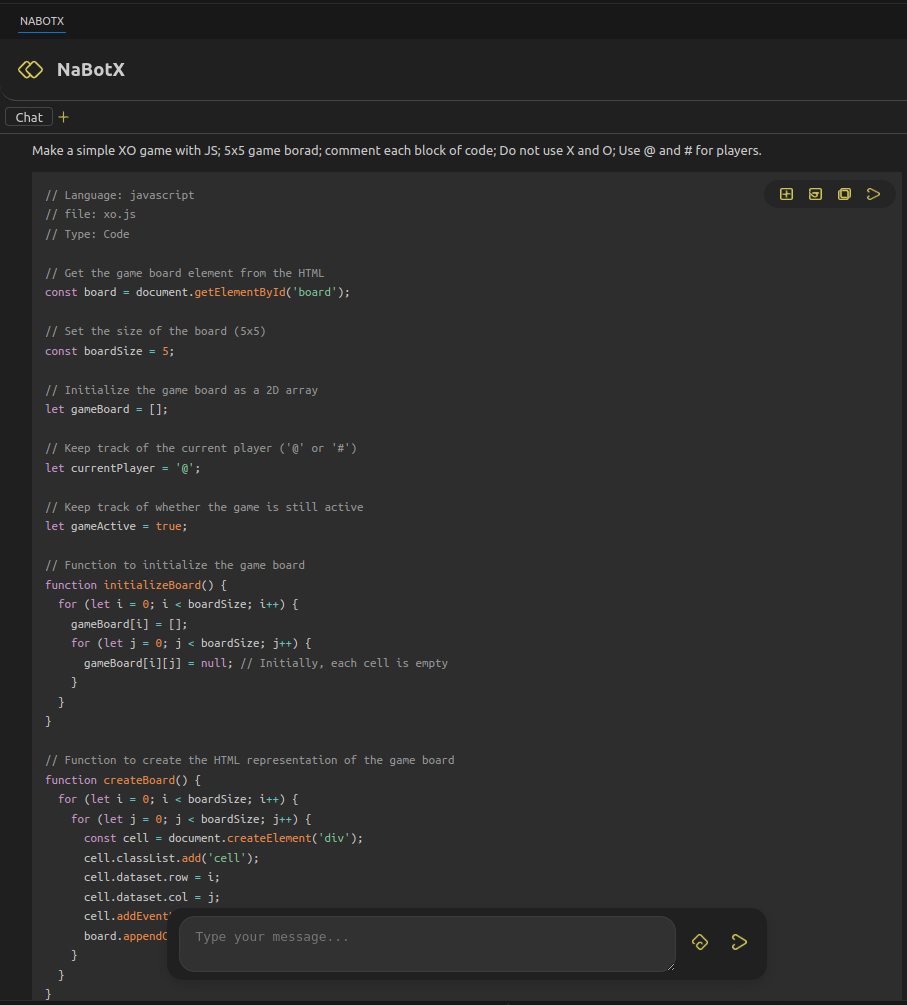 NABOTX
NaBotX
Chat +
Make a simple XO game with JS; 5x5 game borad; comment each block of code; Do not use X and O; Use @ and # for players.
// Language: javascript
// file: xo.js
// Type: Code
// Get the game board element from the HTML
const board = document.getElementById('board');
// Set the size of the board (5x5)
const boardSize = 5;
// Initialize the game board as a 2D array
let gameBoard = [];
// Keep track of the current player ('@' or '#')
let currentPlayer = '@';
// Keep track of whether the game is still active
let gameActive = true;
// Function to initialize the game board
function initializeBoard() {
  for (let i = 0; i < boardSize; i++) {
    gameBoard[i] = [];
    for (let j = 0; j < boardSize; j++) {
      gameBoard[i][j] = null; // Initially, each cell is empty
    }
  }
}
// Function to create the HTML representation of the game board
function createBoard() {
  for (let i = 0; i < boardSize; i++) {
    for (let j = 0; j < boardSize; j++) {
      const cell = document.createElement('div');
      cell.classList.add('cell');
      cell.dataset.row = i;
      cell.dataset.col = j;
      cell.addEvent
      board.append
    }
  }
}
Type your message...